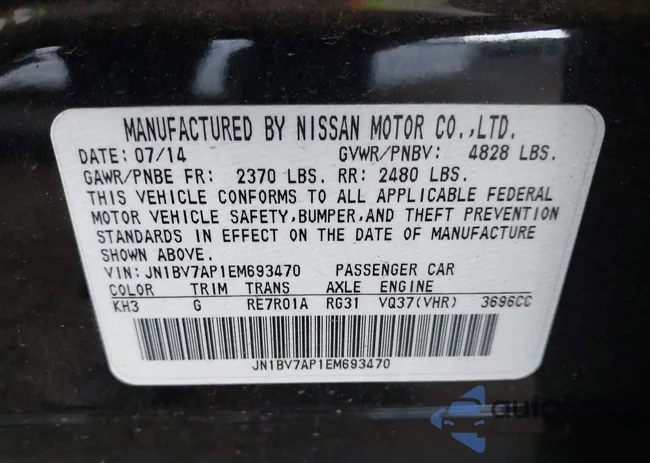 MANUFACTURED BY NISSAN MOTOR CO.,LTD.
DATE: 07/14 GVWR/PNBV: 4828 LBS.
GAWR/PNBE FR: 2370 LBS. RR: 2480 LBS.
THIS VEHICLE CONFORMS TO ALL APPLICABLE FEDERAL
MOTOR VEHICLE SAFETY,BUMPER,AND THEFT PREVENTION
STANDARDS IN EFFECT ON THE DATE OF MANUFACTURE
SHOWN ABOVE.
VIN: JN1BV7AP1EM693470 PASSENGER CAR
COLOR TRIM TRANS AXLE ENGINE
KH3 G RE7R01A RG31 VQ37(VHR) 3696CC
JN1BV7AP1EM693470